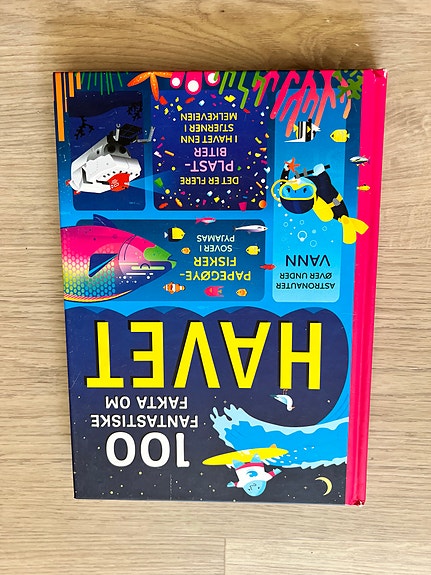 100
FANTASTISKE
FAKTA OM
HAVET
ASTRONAUTER
ØVER UNDER
VANN
PAPEGØYE-
FISKER
SOVER I
PYJAMAS
DET ER FLERE
PLAST-
BITER
I HAVET ENN
STJERNER I
MELKEVEIEN